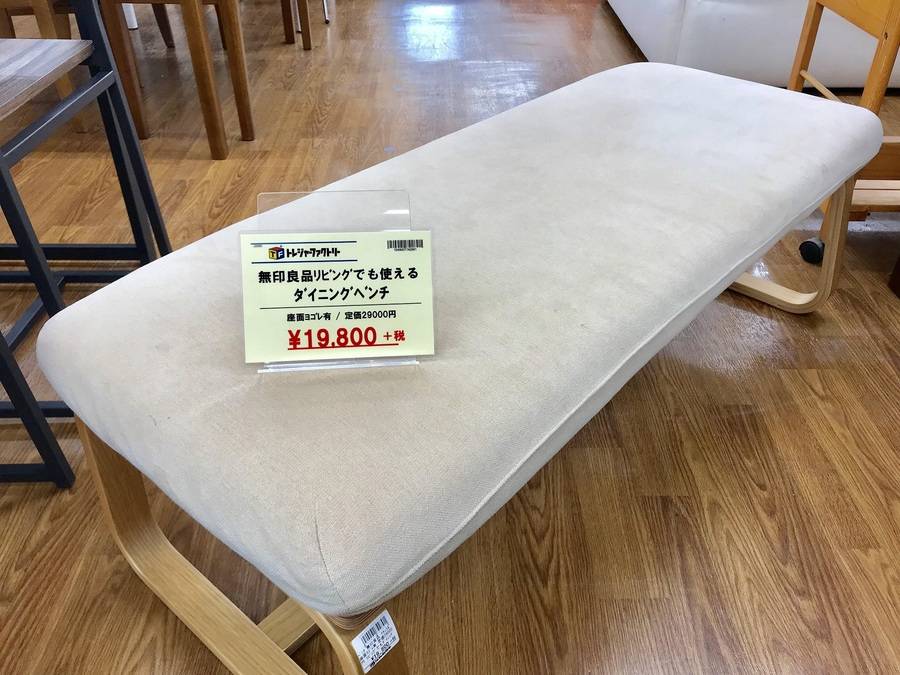 トレジャーファクトリー
無印良品リビングでも使える
ダイニングベンチ
座面ヨゴレ有 / 定価29000円
¥19,800 +税
¥19,800